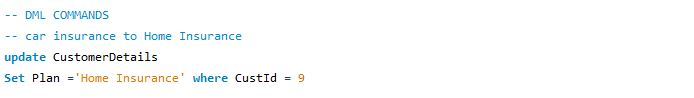 -- DML COMMANDS
-- car insurance to Home Insurance
update CustomerDetails
Set Plan ='Home Insurance' where CustId = 9